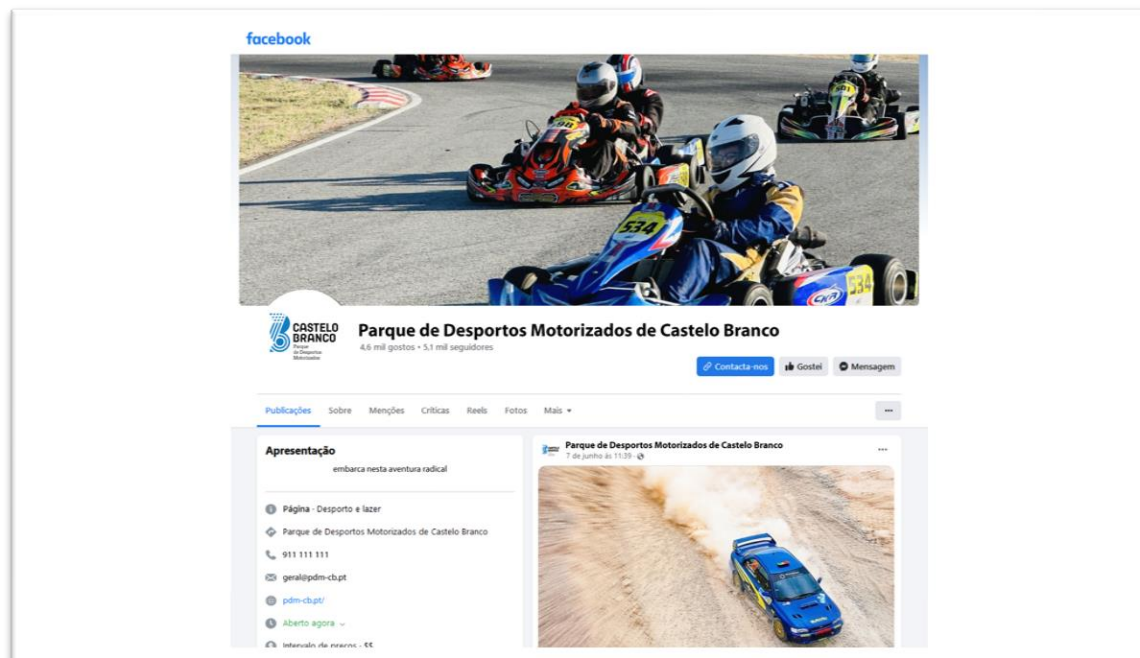 facebook
98
501
534
534
CKR
CASTELO
BRANCO
Parque
de Desportos
Motorizados
Parque de Desportos Motorizados de Castelo Branco
4,6 mil gostos • 5,1 mil seguidores
Contacta-nos
Gostei
Mensagem
Publicações
Sobre
Menções
Críticas
Reels
Fotos
Mais
Apresentação
embarca nesta aventura radical
Página · Desporto e lazer
Parque de Desportos Motorizados de Castelo Branco
911 111 111
geral@pdm-cb.pt
pdm-cb.pt/
Aberto agora
Intervalo de preços · $$
Parque de Desportos Motorizados de Castelo Branco
7 de junho às 11:39